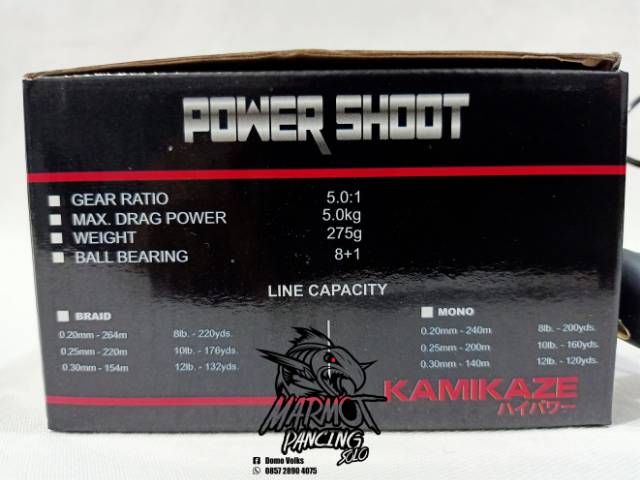 POWER SHOOT
GEAR RATIO 5.0:1
MAX. DRAG POWER 5.0kg
WEIGHT 275g
BALL BEARING 8+1
LINE CAPACITY
BRAID
0.20mm - 264m 8lb. - 220yds.
0.25mm - 220m 10lb. - 176yds.
0.30mm - 154m 12lb. - 132yds.
MONO
0.20mm - 240m 8lb. - 200yds.
0.25mm - 200m 10lb. - 160yds.
0.30mm - 140m 12lb. - 120yds.
KAMIKAZE
ハイパワー
MARMOT
PANCING
SOLO
Domo Volks
0857 2890 4075